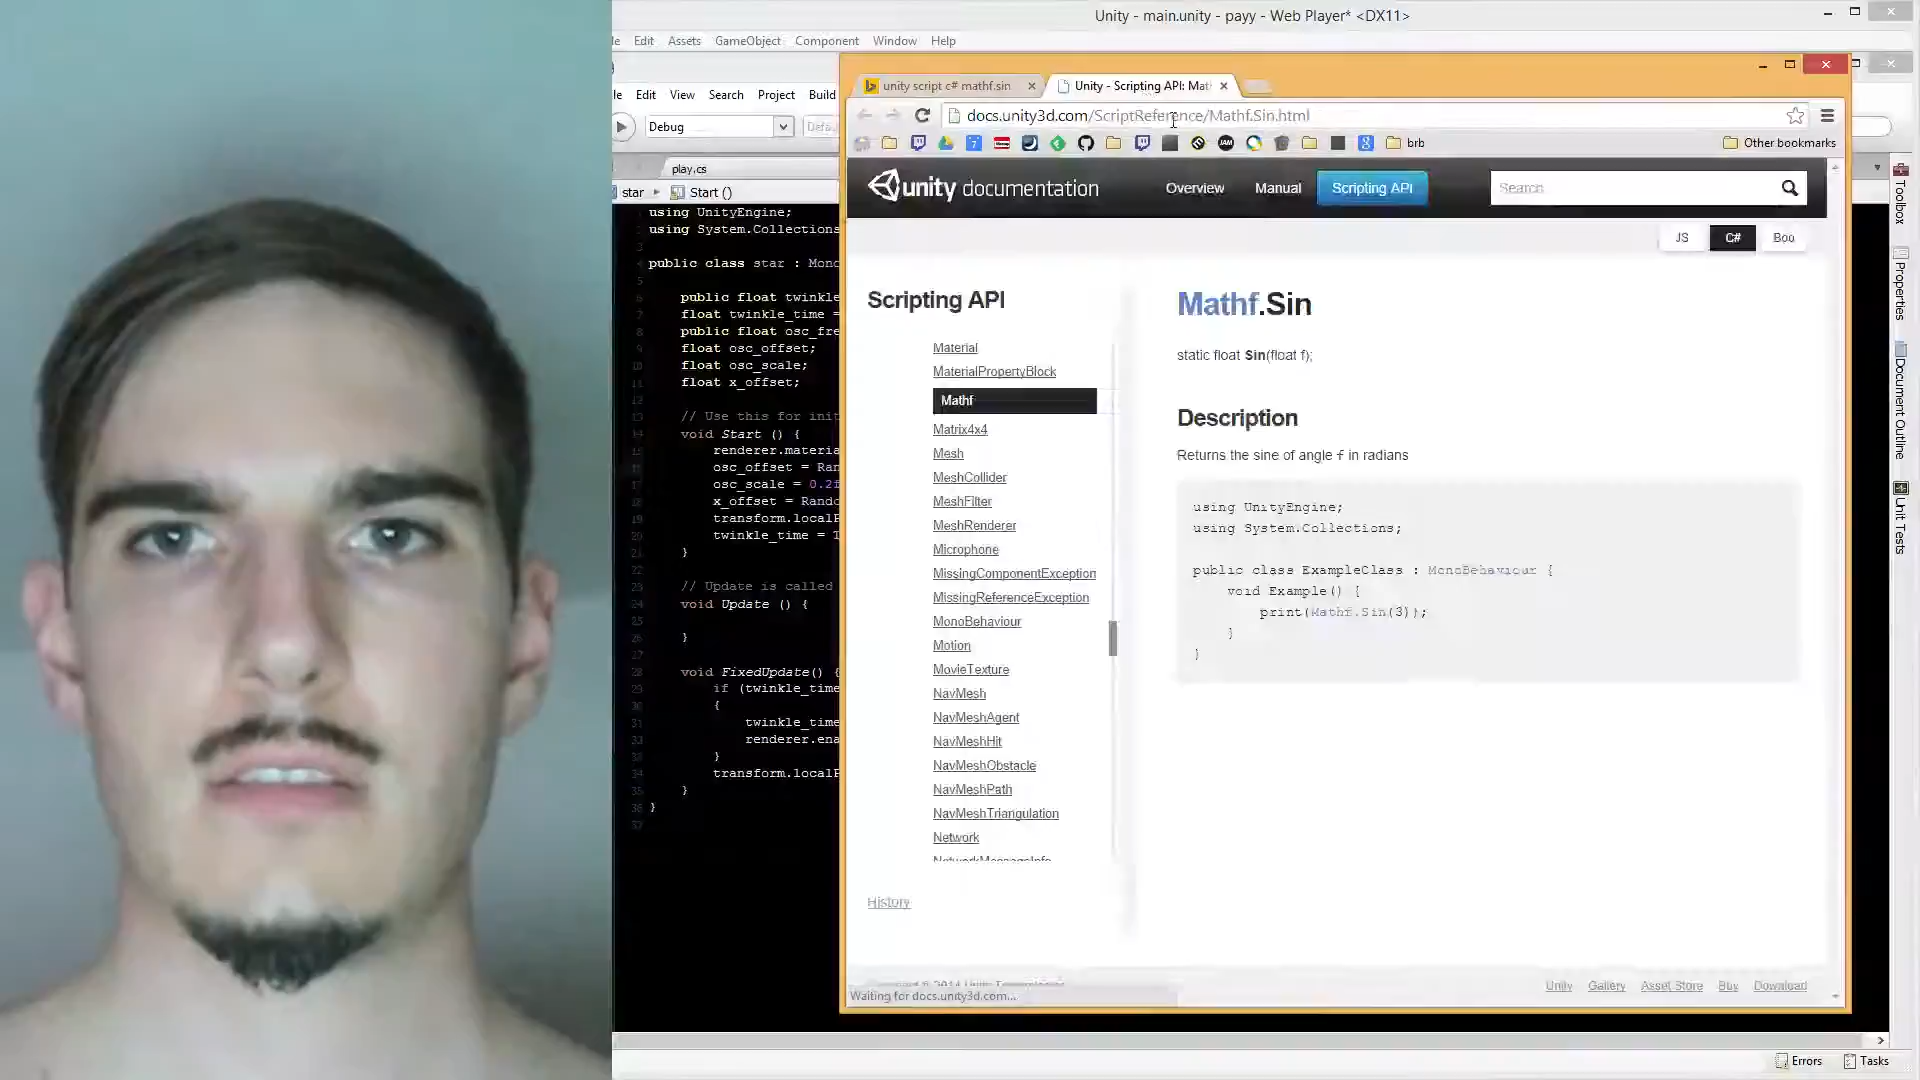 Unity - main.unity - payy - Web Player* <DX11>
Edit Assets GameObject Component Window Help
unity script c# mathf.sin
Unity - Scripting API: Mat
Edit View Search Project Build
docs.unity3d.com/ScriptReference/Mathf.Sin.html
Debug
brb
Other bookmarks
play.cs
star
Start ()
unity documentation
Overview
Manual
Scripting API
Search
JS
C#
Boo
using UnityEngine;
using System.Collections
public class star : Mono
public float twinkle
float twinkle_time =
public float osc_fre
float osc_offset;
float osc_scale;
float x_offset;
// Use this for init
void Start () {
renderer.materia
osc_offset = Ran
osc_scale = 0.2f
x_offset = Rando
transform.localP
twinkle_time = T
}
// Update is called
void Update () {
}
void FixedUpdate() {
if (twinkle_time
{
twinkle_time
renderer.ena
}
transform.localP
}
}
Scripting API
Material
MaterialPropertyBlock
Mathf
Matrix4x4
Mesh
MeshCollider
MeshFilter
MeshRenderer
Microphone
MissingComponentException
MissingReferenceException
MonoBehaviour
Motion
MovieTexture
NavMesh
NavMeshAgent
NavMeshHit
NavMeshObstacle
NavMeshPath
NavMeshTriangulation
Network
NetworkMessageInfo
History
Mathf.Sin
static float Sin(float f);
Description
Returns the sine of angle f in radians
using UnityEngine;
using System.Collections;
public class ExampleClass : MonoBehaviour {
void Example() {
print(Mathf.Sin(3));
}
}
Unity
Gallery
Asset Store
Buy
Download
Waiting for docs.unity3d.com...
Toolbox
Properties
Document Outline
Unit Tests
Errors
Tasks